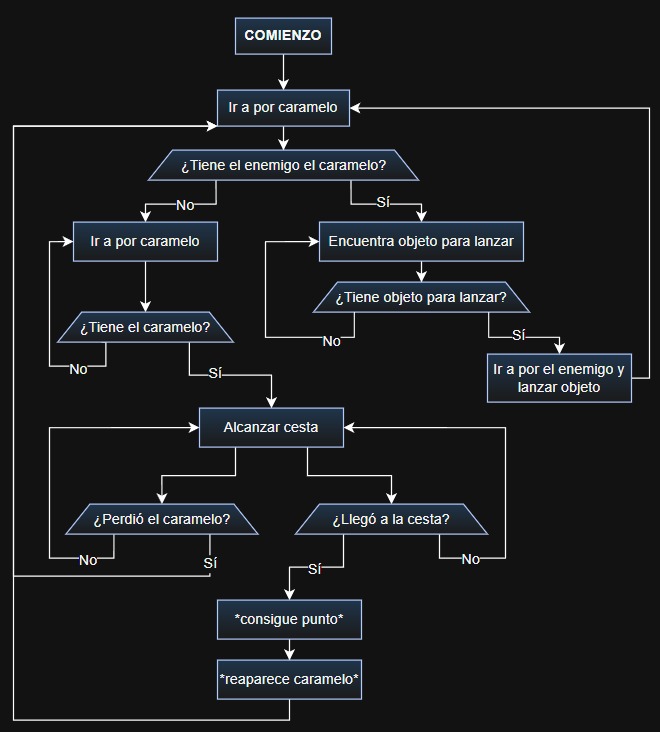 COMIENZO
Ir a por caramelo
¿Tiene el enemigo el caramelo?
No
Sí
Ir a por caramelo
Encuentra objeto para lanzar
¿Tiene objeto para lanzar?
¿Tiene el caramelo?
No
Sí
No
Sí
Ir a por el enemigo y
lanzar objeto
Alcanzar cesta
¿Perdió el caramelo?
¿Llegó a la cesta?
No
Sí
Sí
No
*consigue punto*
*reaparece caramelo*